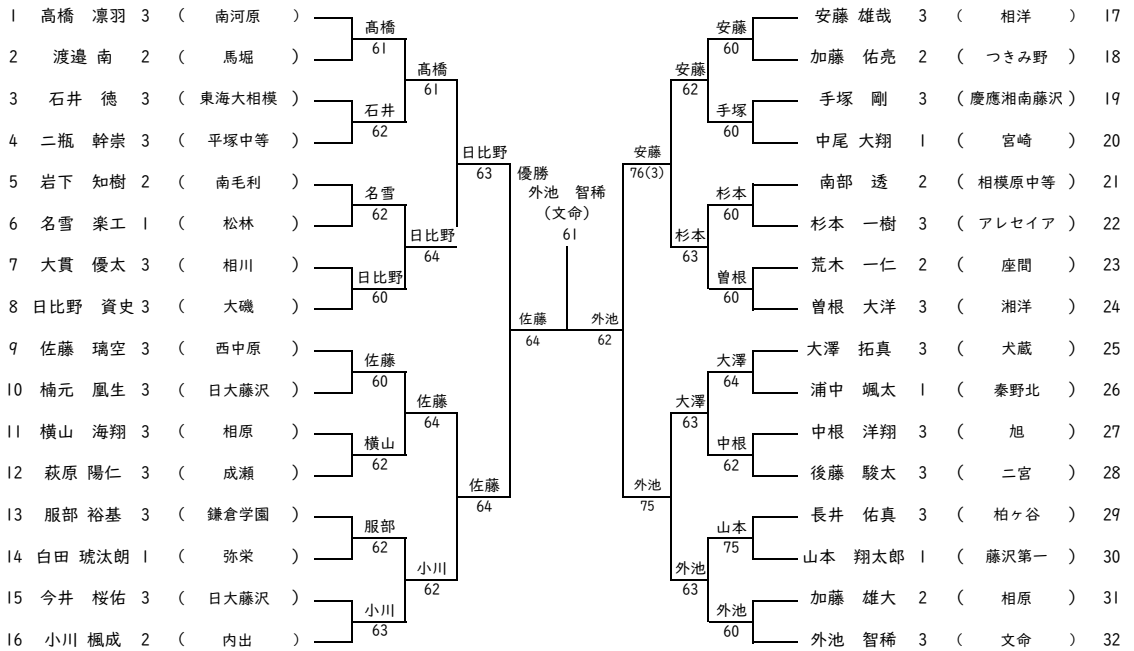 1 高橋 凛羽 3 ( 南河原 )
2 渡邉 南 2 ( 馬堀 )
3 石井 徳 3 ( 東海大相模 )
4 二瓶 幹崇 3 ( 平塚中等 )
5 岩下 知樹 2 ( 南毛利 )
6 名雪 楽工 1 ( 松林 )
7 大貫 優太 3 ( 相川 )
8 日比野 資史 3 ( 大磯 )
9 佐藤 璃空 3 ( 西中原 )
10 楠元 凰生 3 ( 日大藤沢 )
11 横山 海翔 3 ( 相原 )
12 萩原 陽仁 3 ( 成瀬 )
13 服部 裕基 3 ( 鎌倉学園 )
14 白田 琥汰朗 1 ( 弥栄 )
15 今井 桜佑 3 ( 日大藤沢 )
16 小川 楓成 2 ( 内出 )
髙橋
61
石井
62
名雪
62
日比野
60
佐藤
60
横山
62
服部
62
小川
63
髙橋
61
日比野
64
佐藤
64
小川
62
日比野
63
佐藤
64
佐藤
64
優勝
外池 智稀
(文命)
61
外池
62
安藤
76(3)
外池
75
安藤
62
杉本
63
大澤
63
外池
63
安藤
60
手塚
60
杉本
60
曽根
60
大澤
64
中根
62
山本
75
外池
60
安藤 雄哉 3 ( 相洋 ) 17
加藤 佑亮 2 ( つきみ野 ) 18
手塚 剛 3 ( 慶應湘南藤沢 ) 19
中尾 大翔 1 ( 宮崎 ) 20
南部 透 2 ( 相模原中等 ) 21
杉本 一樹 3 ( アレセイア ) 22
荒木 一仁 2 ( 座間 ) 23
曽根 大洋 3 ( 湘洋 ) 24
大澤 拓真 3 ( 犬蔵 ) 25
浦中 颯太 1 ( 秦野北 ) 26
中根 洋翔 3 ( 旭 ) 27
後藤 駿太 3 ( 二宮 ) 28
長井 佑真 3 ( 柏ヶ谷 ) 29
山本 翔太郎 1 ( 藤沢第一 ) 30
加藤 雄大 2 ( 相原 ) 31
外池 智稀 3 ( 文命 ) 32